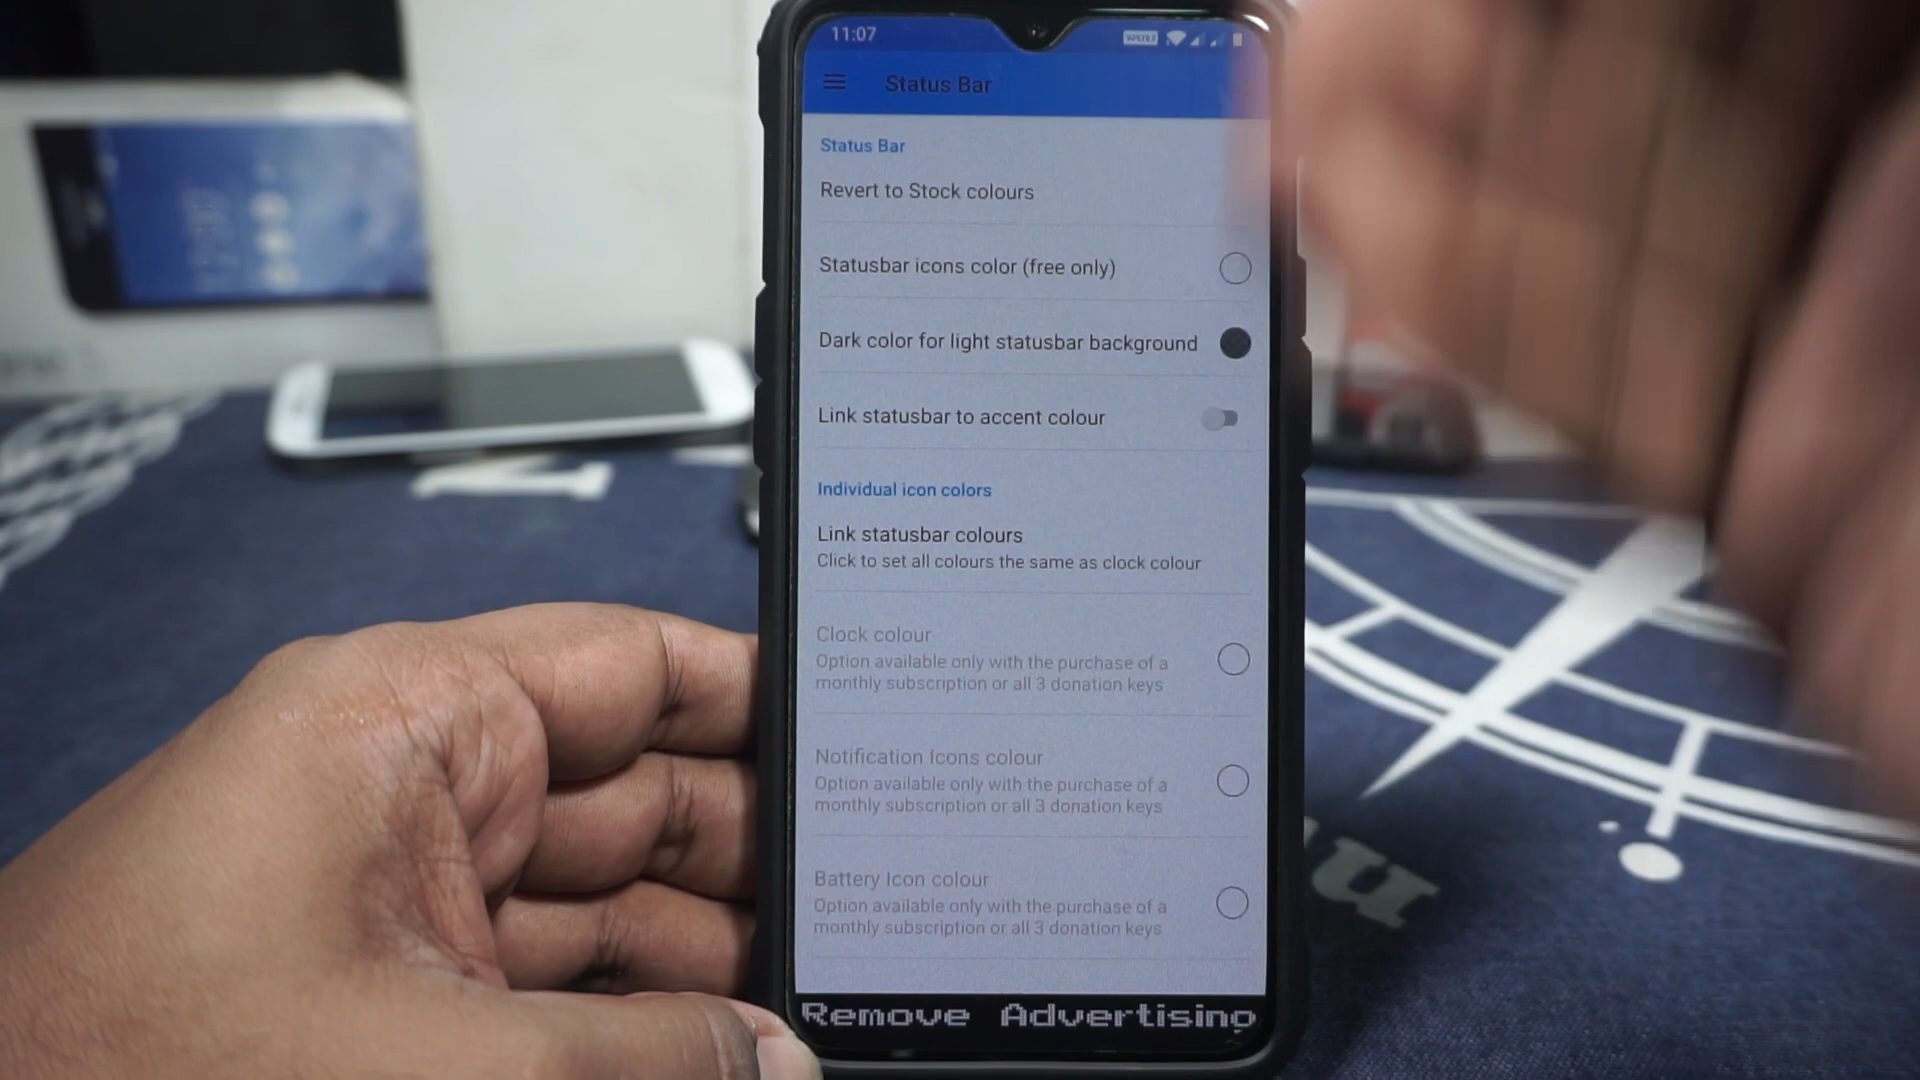 11:07
Status Bar
Status Bar
Revert to Stock colours
Statusbar icons color (free only)
Dark color for light statusbar background
Link statusbar to accent colour
Individual icon colors
Link statusbar colours
Click to set all colours the same as clock colour
Clock colour
Option available only with the purchase of a
monthly subscription or all 3 donation keys
Notification Icons colour
Option available only with the purchase of a
monthly subscription or all 3 donation keys
Battery Icon colour
Option available only with the purchase of a
monthly subscription or all 3 donation keys
Remove Advertising